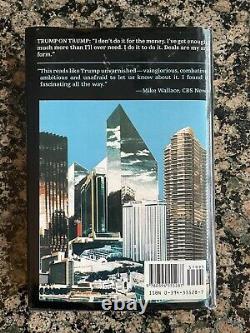 TRUMP ON TRUMP: "I don't do it for the money. I've got enough,
much more than I'll ever need. I do it to do it. Deals are my art
form."
"This reads like Trump unvarnished—vainglorious, combative,
ambitious and unafraid to let us know about it. I found
fascinating all the way."
—Mike Wallace, CBS News
ISBN 0-394-55528-7